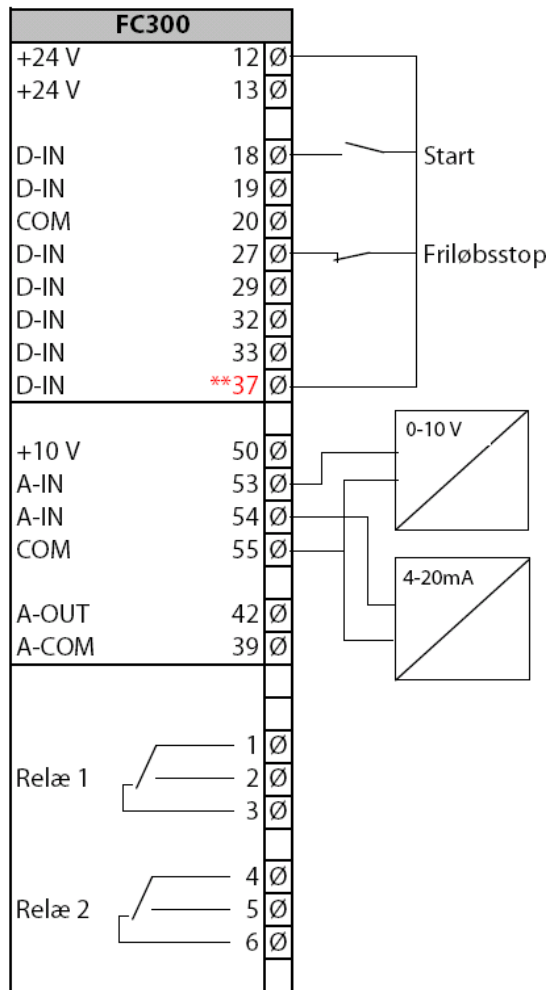 FC300
+24 V 12 Ø
+24 V 13 Ø
D-IN 18 Ø Start
D-IN 19 Ø
COM 20 Ø
D-IN 27 Ø Friløbsstop
D-IN 29 Ø
D-IN 32 Ø
D-IN 33 Ø
D-IN **37 Ø
0-10 V
+10 V 50 Ø
A-IN 53 Ø
A-IN 54 Ø
COM 55 Ø
4-20mA
A-OUT 42 Ø
A-COM 39 Ø
1 Ø
Relæ 1 2 Ø
3 Ø
4 Ø
Relæ 2 5 Ø
6 Ø